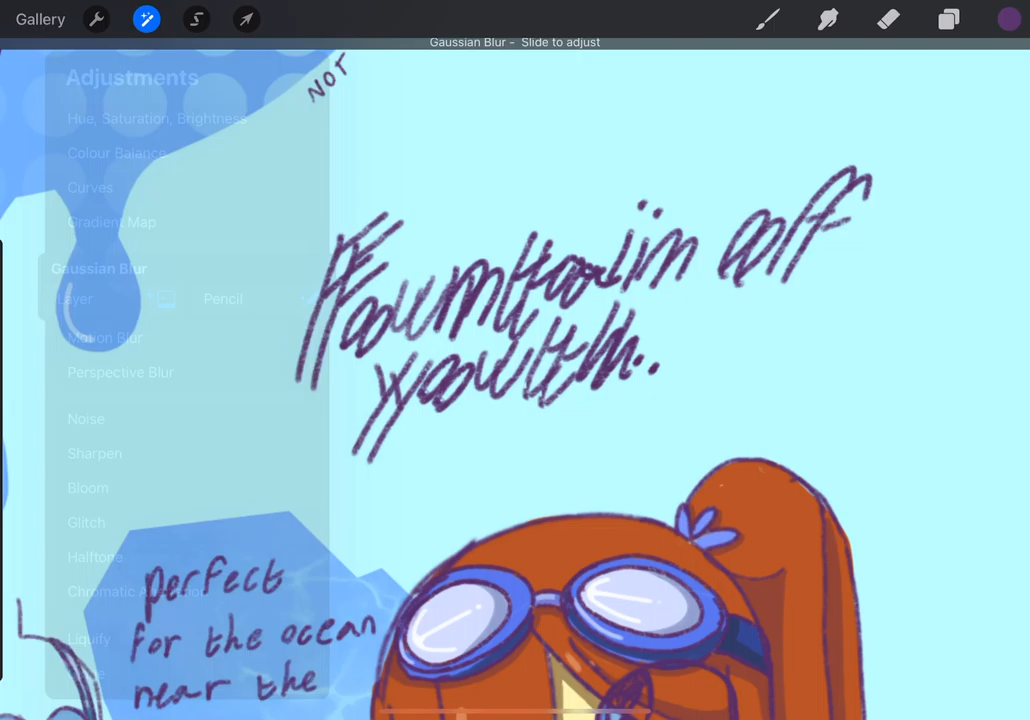 Gallery
Gaussian Blur - Slide to adjust
Adjustments
Hue, Saturation, Brightness
Colour Balance
Curves
Gradient Map
Gaussian Blur
Layer
Pencil
Motion Blur
Perspective Blur
Noise
Sharpen
Bloom
Glitch
Halftone
Liquify
NOT
Fountain of
youth..
perfect
for the ocean
near the